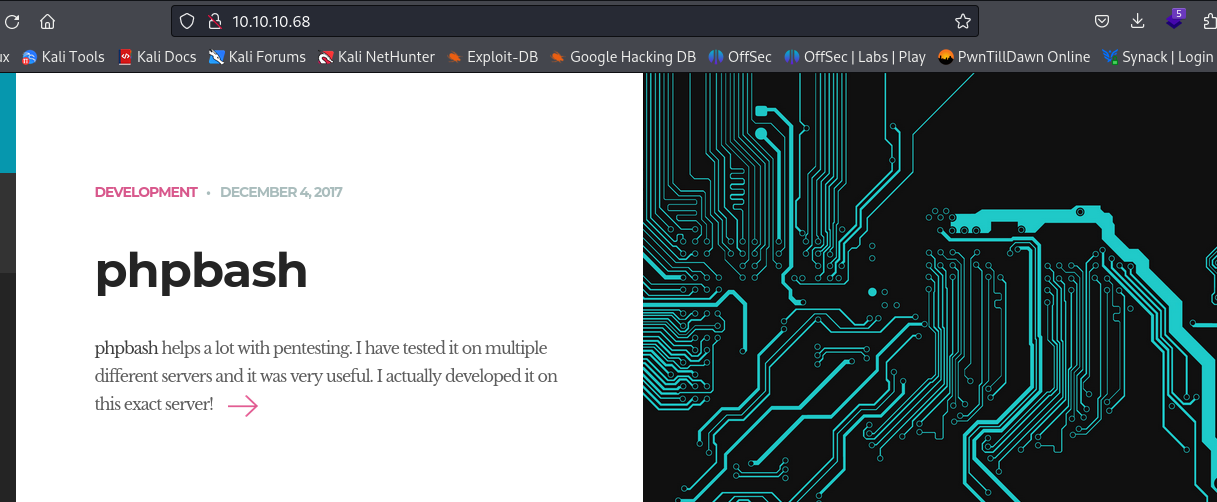 10.10.10.68
5
ux Kali Tools Kali Docs Kali Forums Kali NetHunter Exploit-DB Google Hacking DB OffSec OffSec | Labs | Play PwnTillDawn Online Synack | Login
DEVELOPMENT • DECEMBER 4, 2017
phpbash
phpbash helps a lot with pentesting. I have tested it on multiple
different servers and it was very useful. I actually developed it on
this exact server!